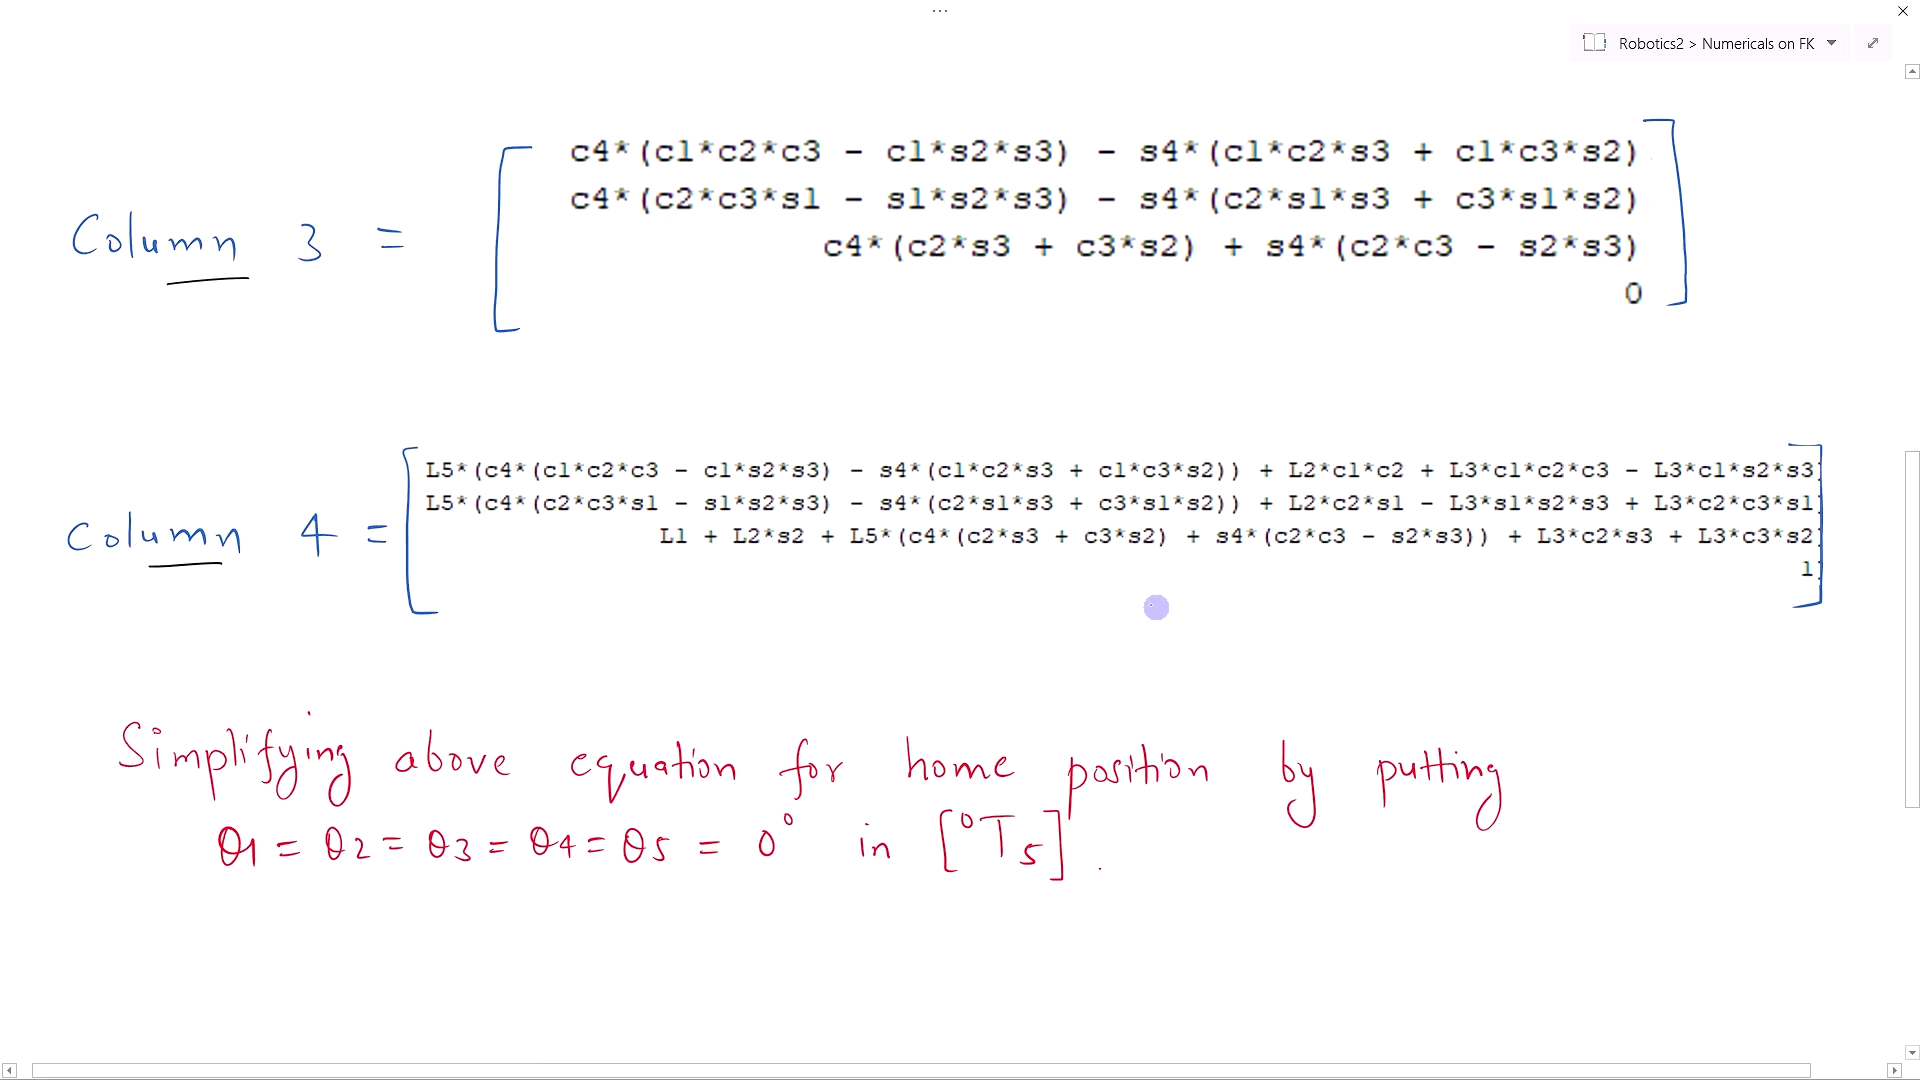 ...
Robotics2 > Numericals on FK
c4*(c1*c2*c3 - c1*s2*s3) - s4*(c1*c2*s3 + c1*c3*s2)
c4*(c2*c3*s1 - s1*s2*s3) - s4*(c2*s1*s3 + c3*s1*s2)
Column 3 =
c4*(c2*s3 + c3*s2) + s4*(c2*c3 - s2*s3)
0
L5*(c4*(c1*c2*c3 - c1*s2*s3) - s4*(c1*c2*s3 + c1*c3*s2)) + L2*c1*c2 + L3*c1*c2*c3 - L3*c1*s2*s3
L5*(c4*(c2*c3*s1 - s1*s2*s3) - s4*(c2*s1*s3 + c3*s1*s2)) + L2*c2*s1 - L3*s1*s2*s3 + L3*c2*c3*s1
Column 4 =
L1 + L2*s2 + L5*(c4*(c2*s3 + c3*s2) + s4*(c2*c3 - s2*s3)) + L3*c2*s3 + L3*c3*s2
1
Simplifying above equation for home position by putting
θ1 = θ2 = θ3 = θ4 = θ5 = 0° in [⁰T₅].